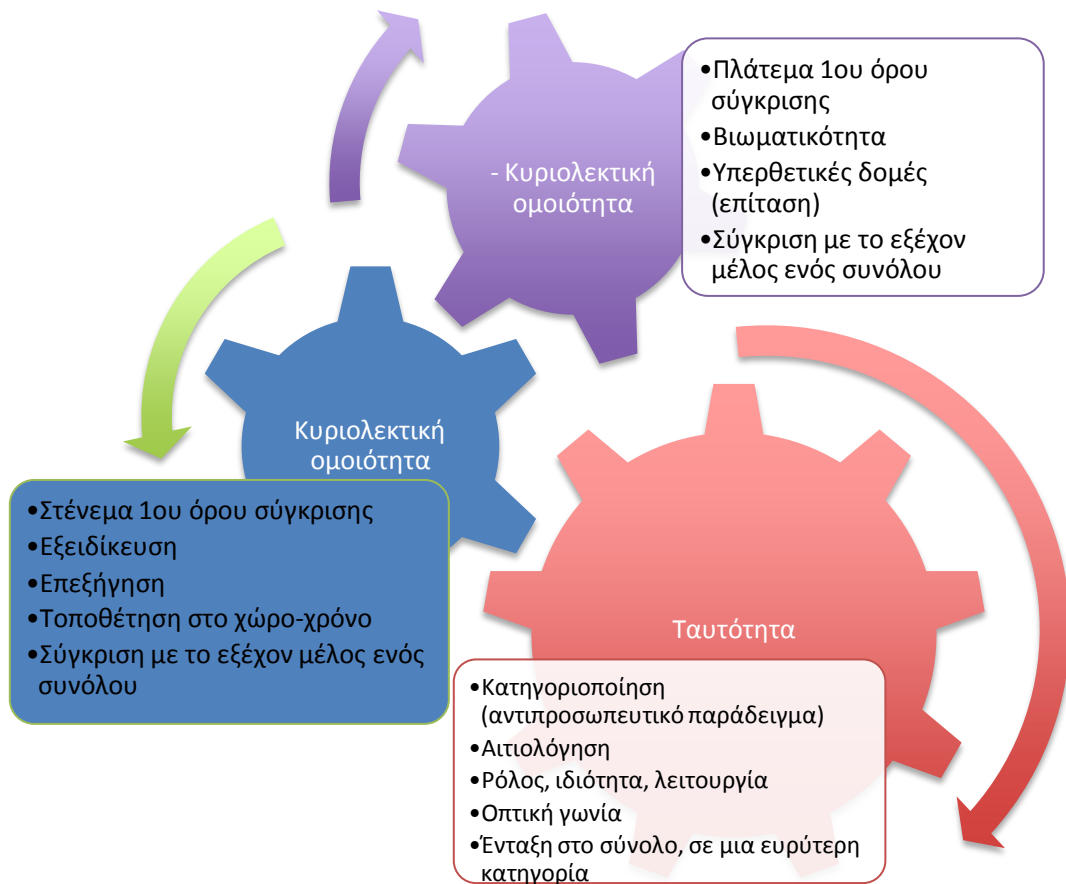 - Κυριολεκτική
ομοιότητα
•Πλάτεμα 1ου όρου
σύγκρισης
•Βιωματικότητα
•Υπερθετικές δομές
(επίταση)
•Σύγκριση με το εξέχον
μέλος ενός συνόλου
Κυριολεκτική
ομοιότητα
•Στένεμα 1ου όρου σύγκρισης
•Εξειδίκευση
•Επεξήγηση
•Τοποθέτηση στο χώρο-χρόνο
•Σύγκριση με το εξέχον μέλος ενός
συνόλου
Ταυτότητα
•Κατηγοριοποίηση
(αντιπροσωπευτικό παράδειγμα)
•Αιτιολόγηση
•Ρόλος, ιδιότητα, λειτουργία
•Οπτική γωνία
•Ένταξη στο σύνολο, σε μια ευρύτερη
κατηγορία